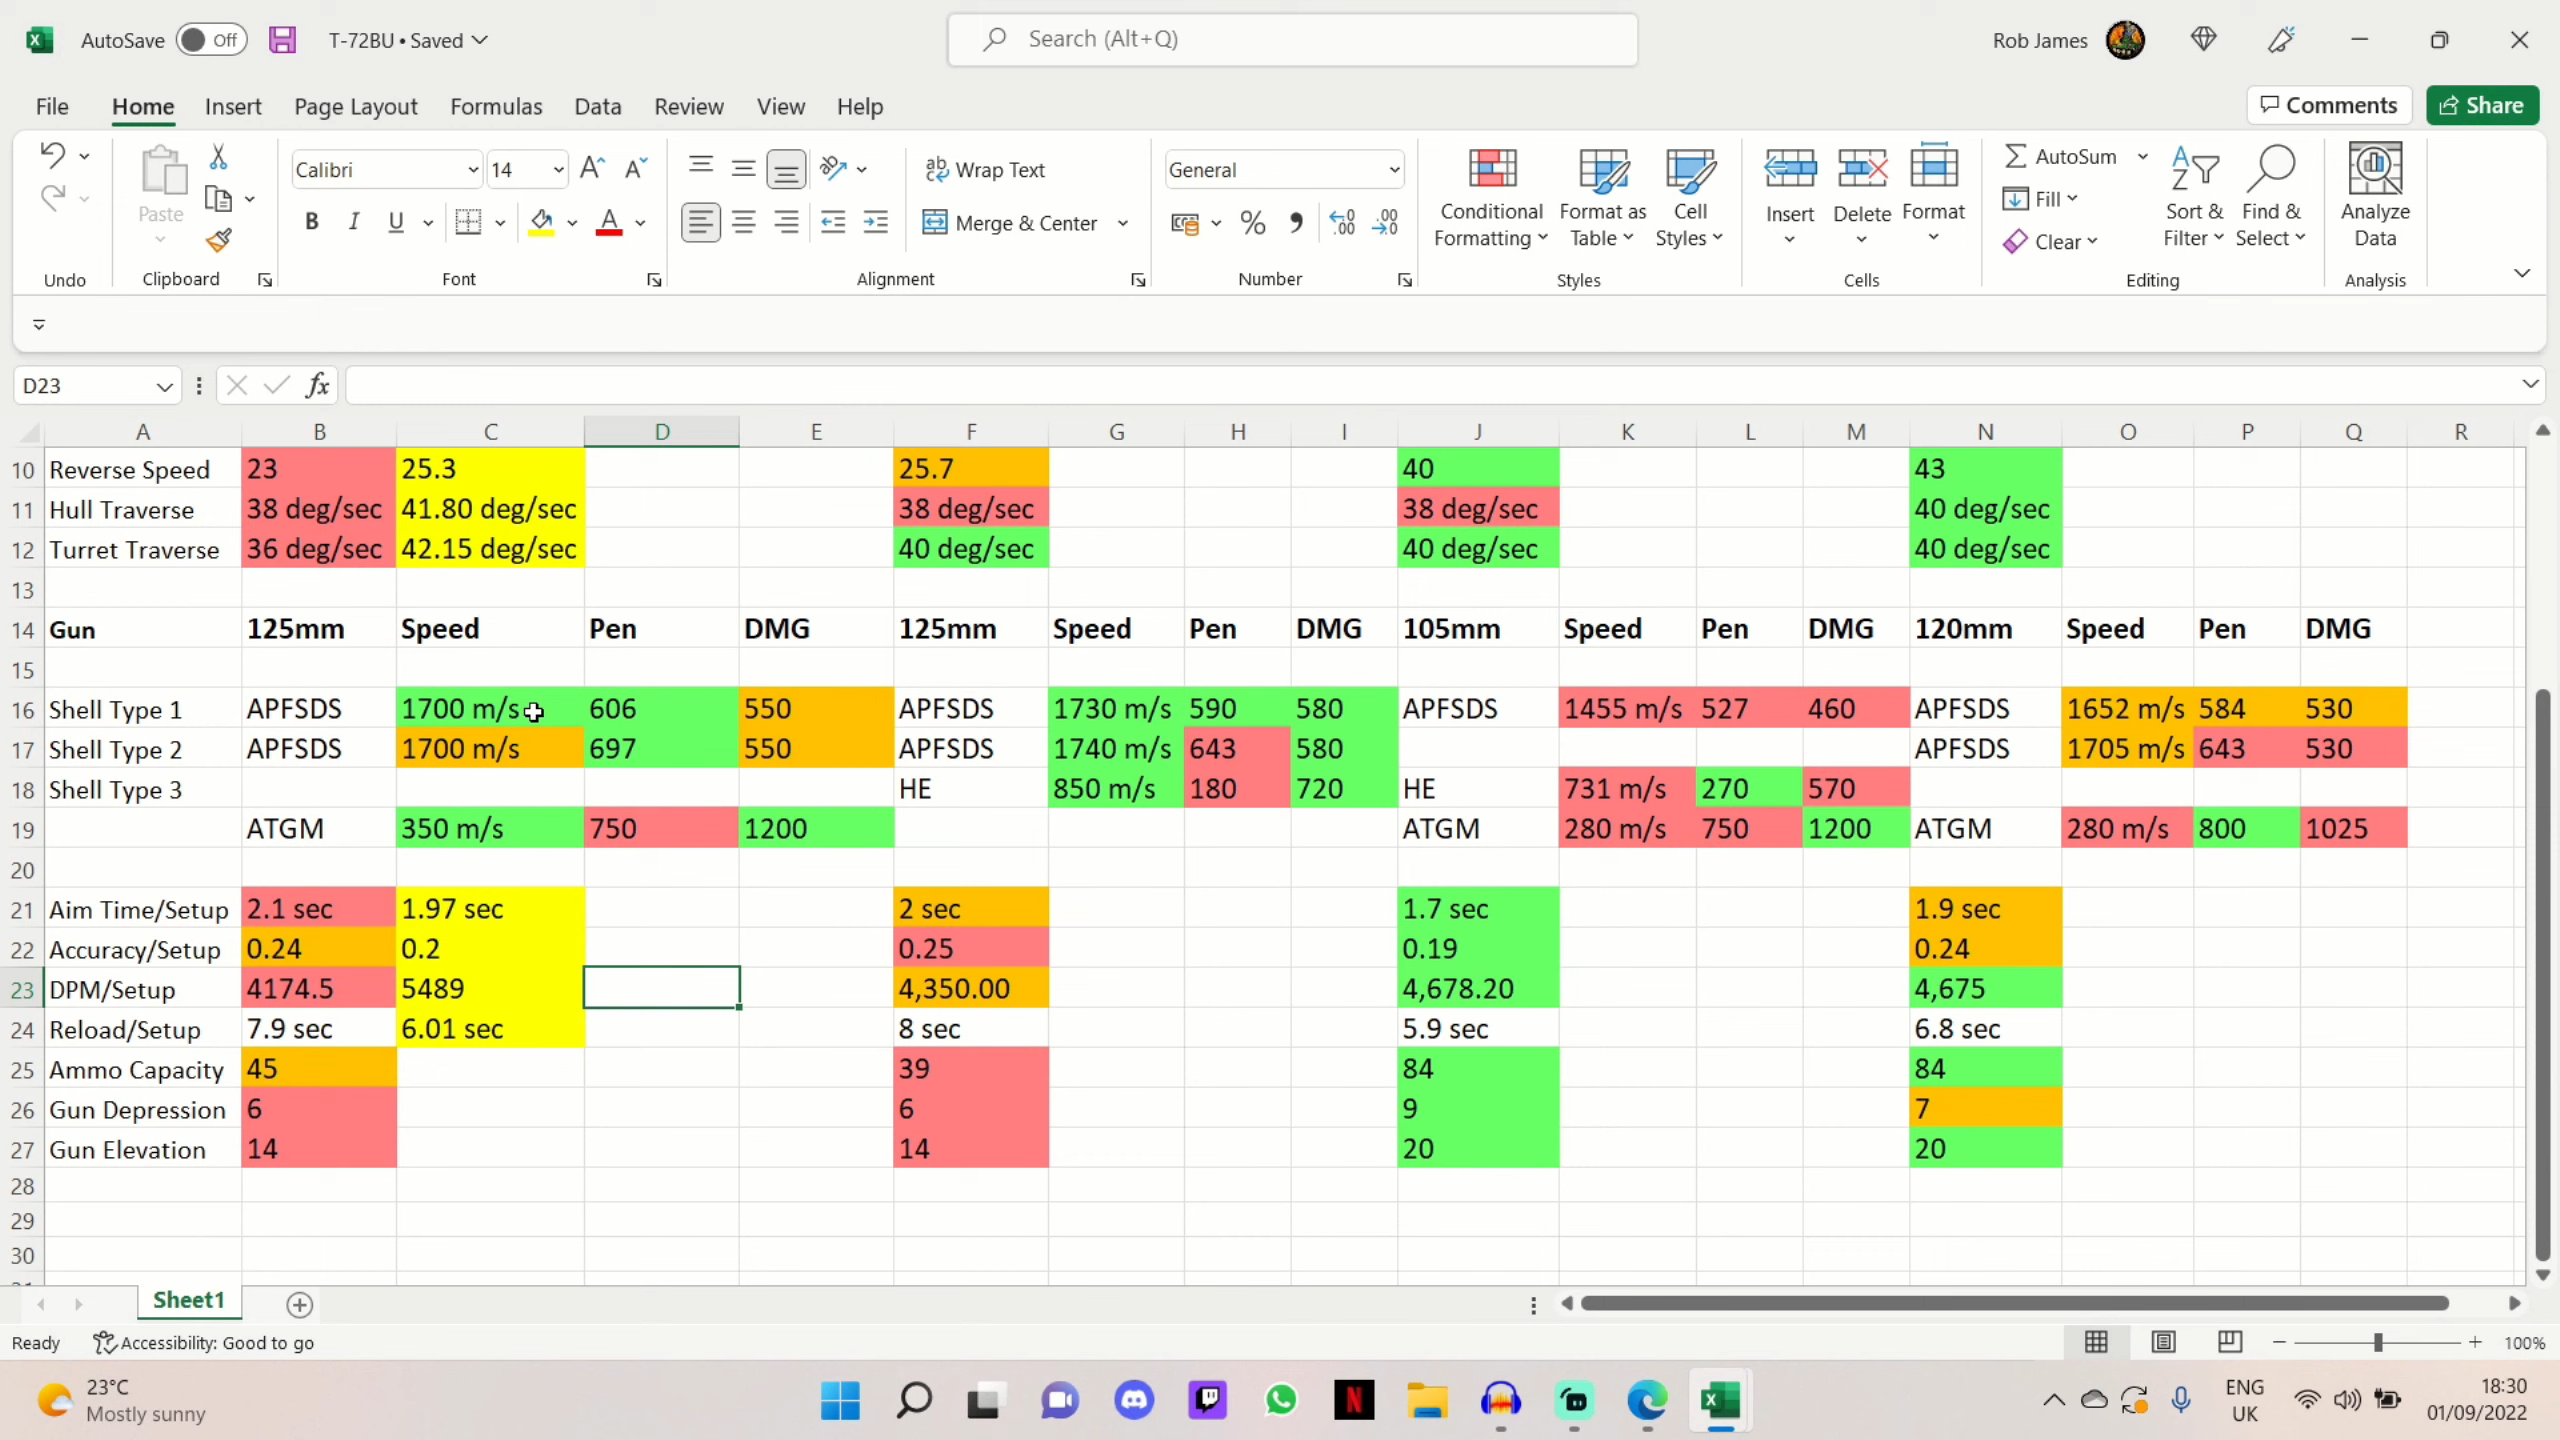 AutoSave Off T-72BU • Saved Search (Alt+Q) Rob James
File Home Insert Page Layout Formulas Data Review View Help Comments Share
Calibri 14 Wrap Text General AutoSum
Paste B I U Merge & Center % Conditional Formatting Format as Table Cell Styles Insert Delete Format Fill Clear Sort & Filter Find & Select Analyze Data
Undo Clipboard Font Alignment Number Styles Cells Editing Analysis
D23 fx
A B C D E F G H I J K L M N O P Q R
10 Reverse Speed 23 25.3 25.7 40 43
11 Hull Traverse 38 deg/sec 41.80 deg/sec 38 deg/sec 38 deg/sec 40 deg/sec
12 Turret Traverse 36 deg/sec 42.15 deg/sec 40 deg/sec 40 deg/sec 40 deg/sec
13
14 Gun 125mm Speed Pen DMG 125mm Speed Pen DMG 105mm Speed Pen DMG 120mm Speed Pen DMG
15
16 Shell Type 1 APFSDS 1700 m/s 606 550 APFSDS 1730 m/s 590 580 APFSDS 1455 m/s 527 460 APFSDS 1652 m/s 584 530
17 Shell Type 2 APFSDS 1700 m/s 697 550 APFSDS 1740 m/s 643 580 APFSDS 1705 m/s 643 530
18 Shell Type 3 HE 850 m/s 180 720 HE 731 m/s 270 570
19 ATGM 350 m/s 750 1200 ATGM 280 m/s 750 1200 ATGM 280 m/s 800 1025
20
21 Aim Time/Setup 2.1 sec 1.97 sec 2 sec 1.7 sec 1.9 sec
22 Accuracy/Setup 0.24 0.2 0.25 0.19 0.24
23 DPM/Setup 4174.5 5489 4,350.00 4,678.20 4,675
24 Reload/Setup 7.9 sec 6.01 sec 8 sec 5.9 sec 6.8 sec
25 Ammo Capacity 45 39 84 84
26 Gun Depression 6 6 9 7
27 Gun Elevation 14 14 20 20
28
29
30
Sheet1
Ready Accessibility: Good to go 100%
23°C ENG 18:30
Mostly sunny UK 01/09/2022